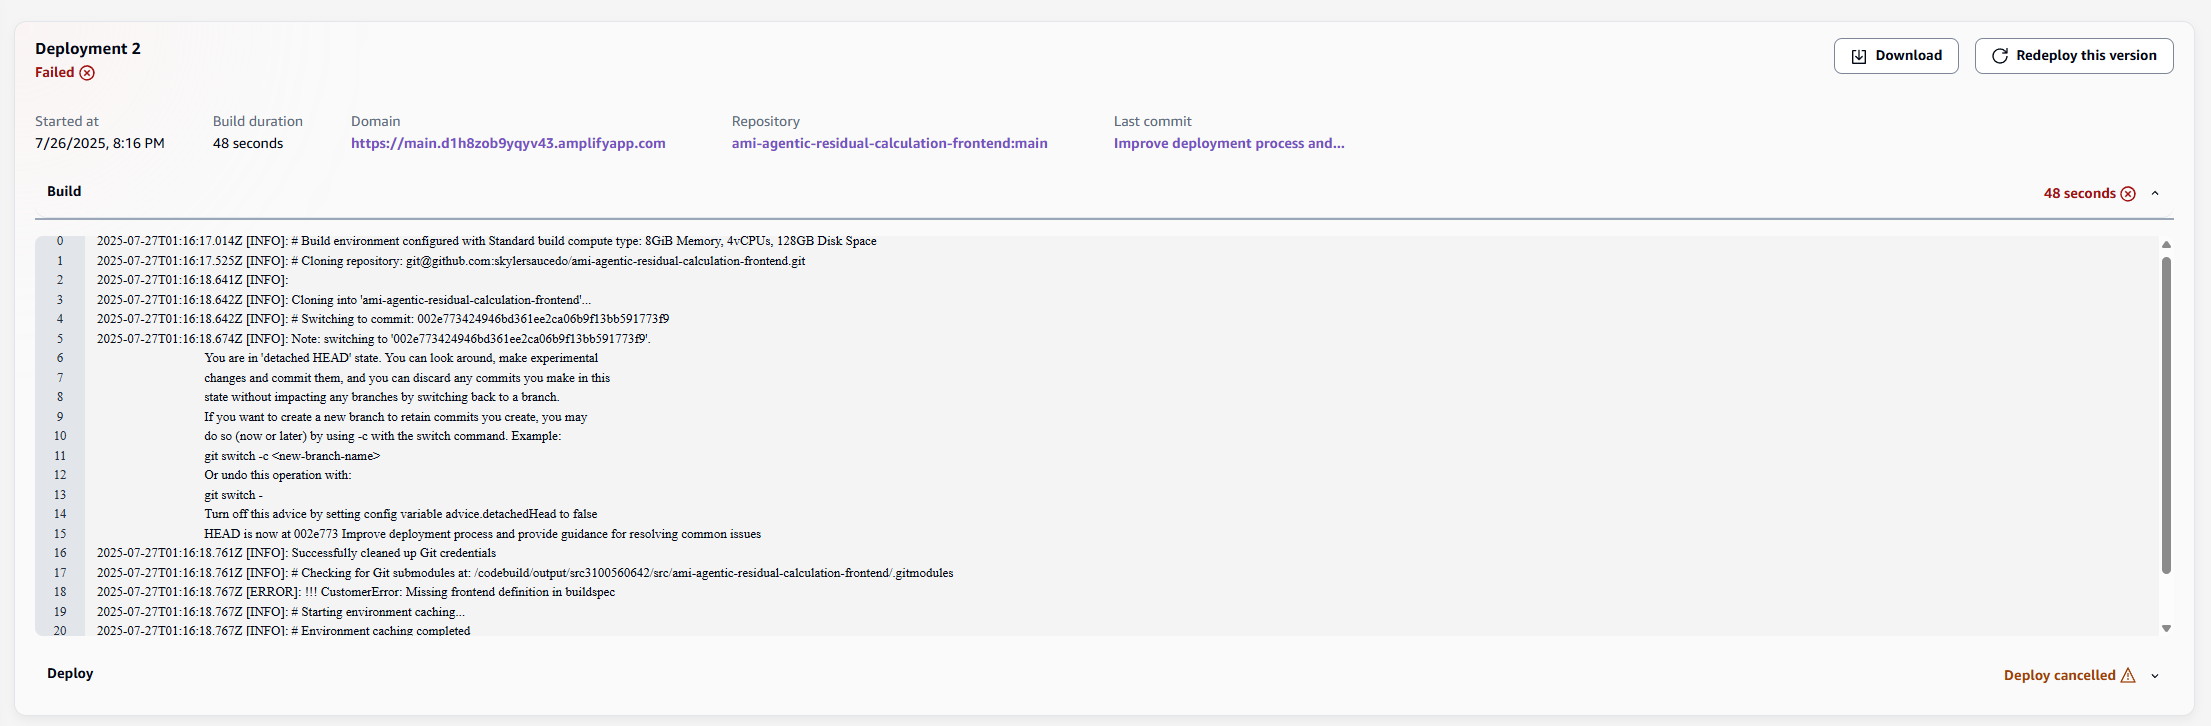 Deployment 2
Failed
Download
Redeploy this version
Started at
7/26/2025, 8:16 PM
Build duration
48 seconds
Domain
https://main.d1h8zob9yqyv43.amplifyapp.com
Repository
ami-agentic-residual-calculation-frontend:main
Last commit
Improve deployment process and...
Build
48 seconds
0 2025-07-27T01:16:17.014Z [INFO]: # Build environment configured with Standard build compute type: 8GiB Memory, 4vCPUs, 128GB Disk Space
1 2025-07-27T01:16:17.525Z [INFO]: # Cloning repository: git@github.com:skylersaucedo/ami-agentic-residual-calculation-frontend.git
2 2025-07-27T01:16:18.641Z [INFO]:
3 2025-07-27T01:16:18.642Z [INFO]: Cloning into 'ami-agentic-residual-calculation-frontend'...
4 2025-07-27T01:16:18.642Z [INFO]: # Switching to commit: 002e773424946bd361ee2ca06b9f13bb591773f9
5 2025-07-27T01:16:18.674Z [INFO]: Note: switching to '002e773424946bd361ee2ca06b9f13bb591773f9'.
6 You are in 'detached HEAD' state. You can look around, make experimental
7 changes and commit them, and you can discard any commits you make in this
8 state without impacting any branches by switching back to a branch.
9 If you want to create a new branch to retain commits you create, you may
10 do so (now or later) by using -c with the switch command. Example:
11 git switch -c <new-branch-name>
12 Or undo this operation with:
13 git switch -
14 Turn off this advice by setting config variable advice.detachedHead to false
15 HEAD is now at 002e773 Improve deployment process and provide guidance for resolving common issues
16 2025-07-27T01:16:18.761Z [INFO]: Successfully cleaned up Git credentials
17 2025-07-27T01:16:18.761Z [INFO]: # Checking for Git submodules at: /codebuild/output/src3100560642/src/ami-agentic-residual-calculation-frontend/.gitmodules
18 2025-07-27T01:16:18.767Z [ERROR]: !!! CustomerError: Missing frontend definition in buildspec
19 2025-07-27T01:16:18.767Z [INFO]: # Starting environment caching...
20 2025-07-27T01:16:18.767Z [INFO]: # Environment caching completed
Deploy
Deploy cancelled